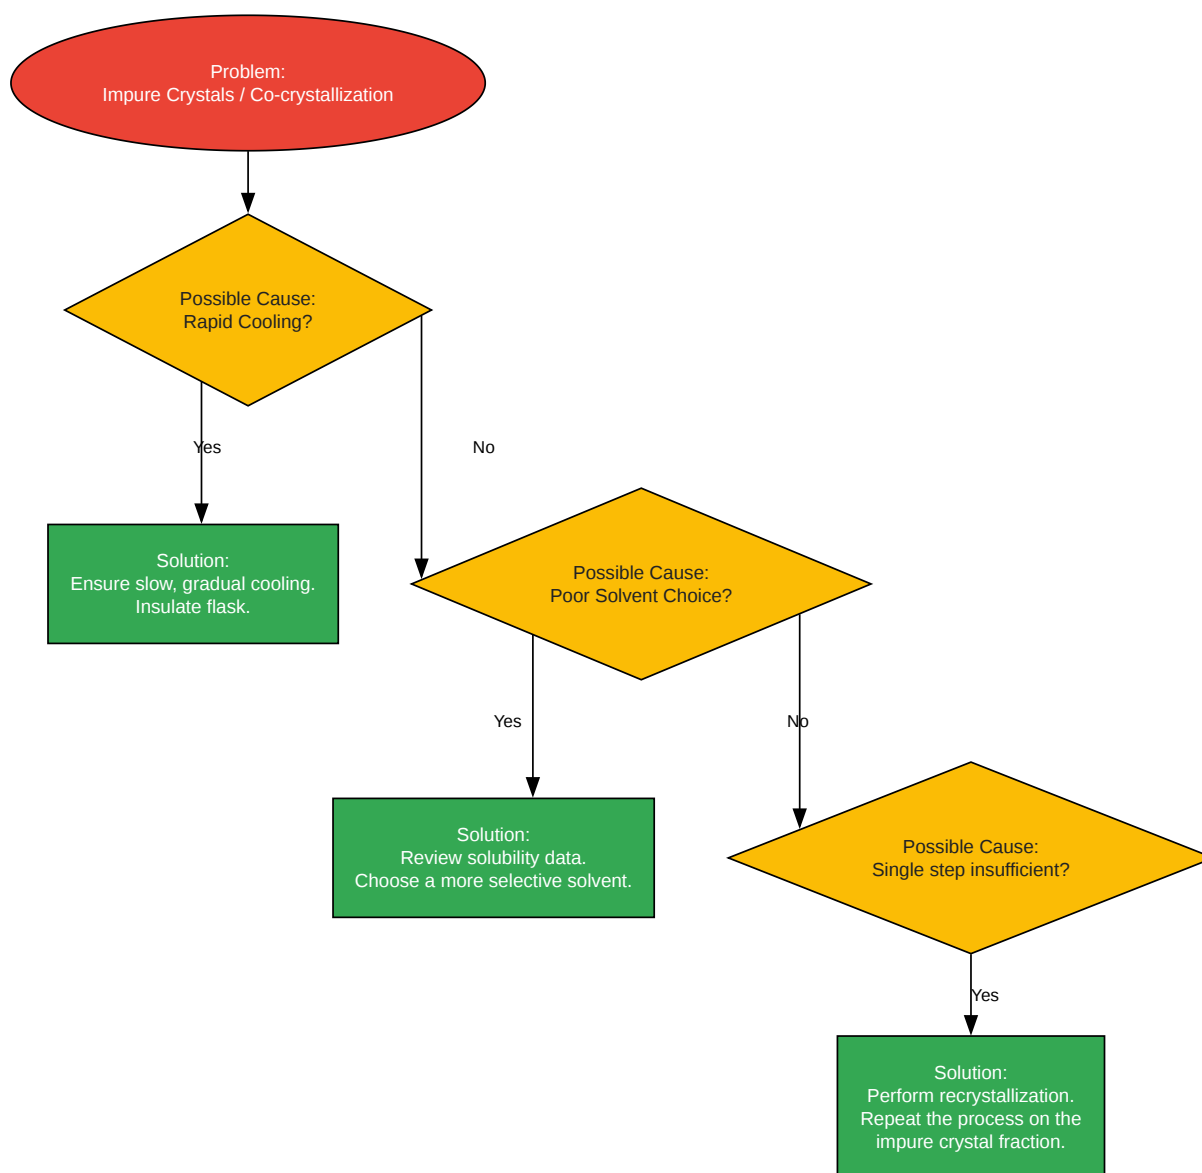 Problem:
Impure Crystals / Co-crystallization
Possible Cause:
Rapid Cooling?
Yes
No
Solution:
Ensure slow, gradual cooling.
Insulate flask.
Possible Cause:
Poor Solvent Choice?
Yes
No
Solution:
Review solubility data.
Choose a more selective solvent.
Possible Cause:
Single step insufficient?
Yes
Solution:
Perform recrystallization.
Repeat the process on the
impure crystal fraction.